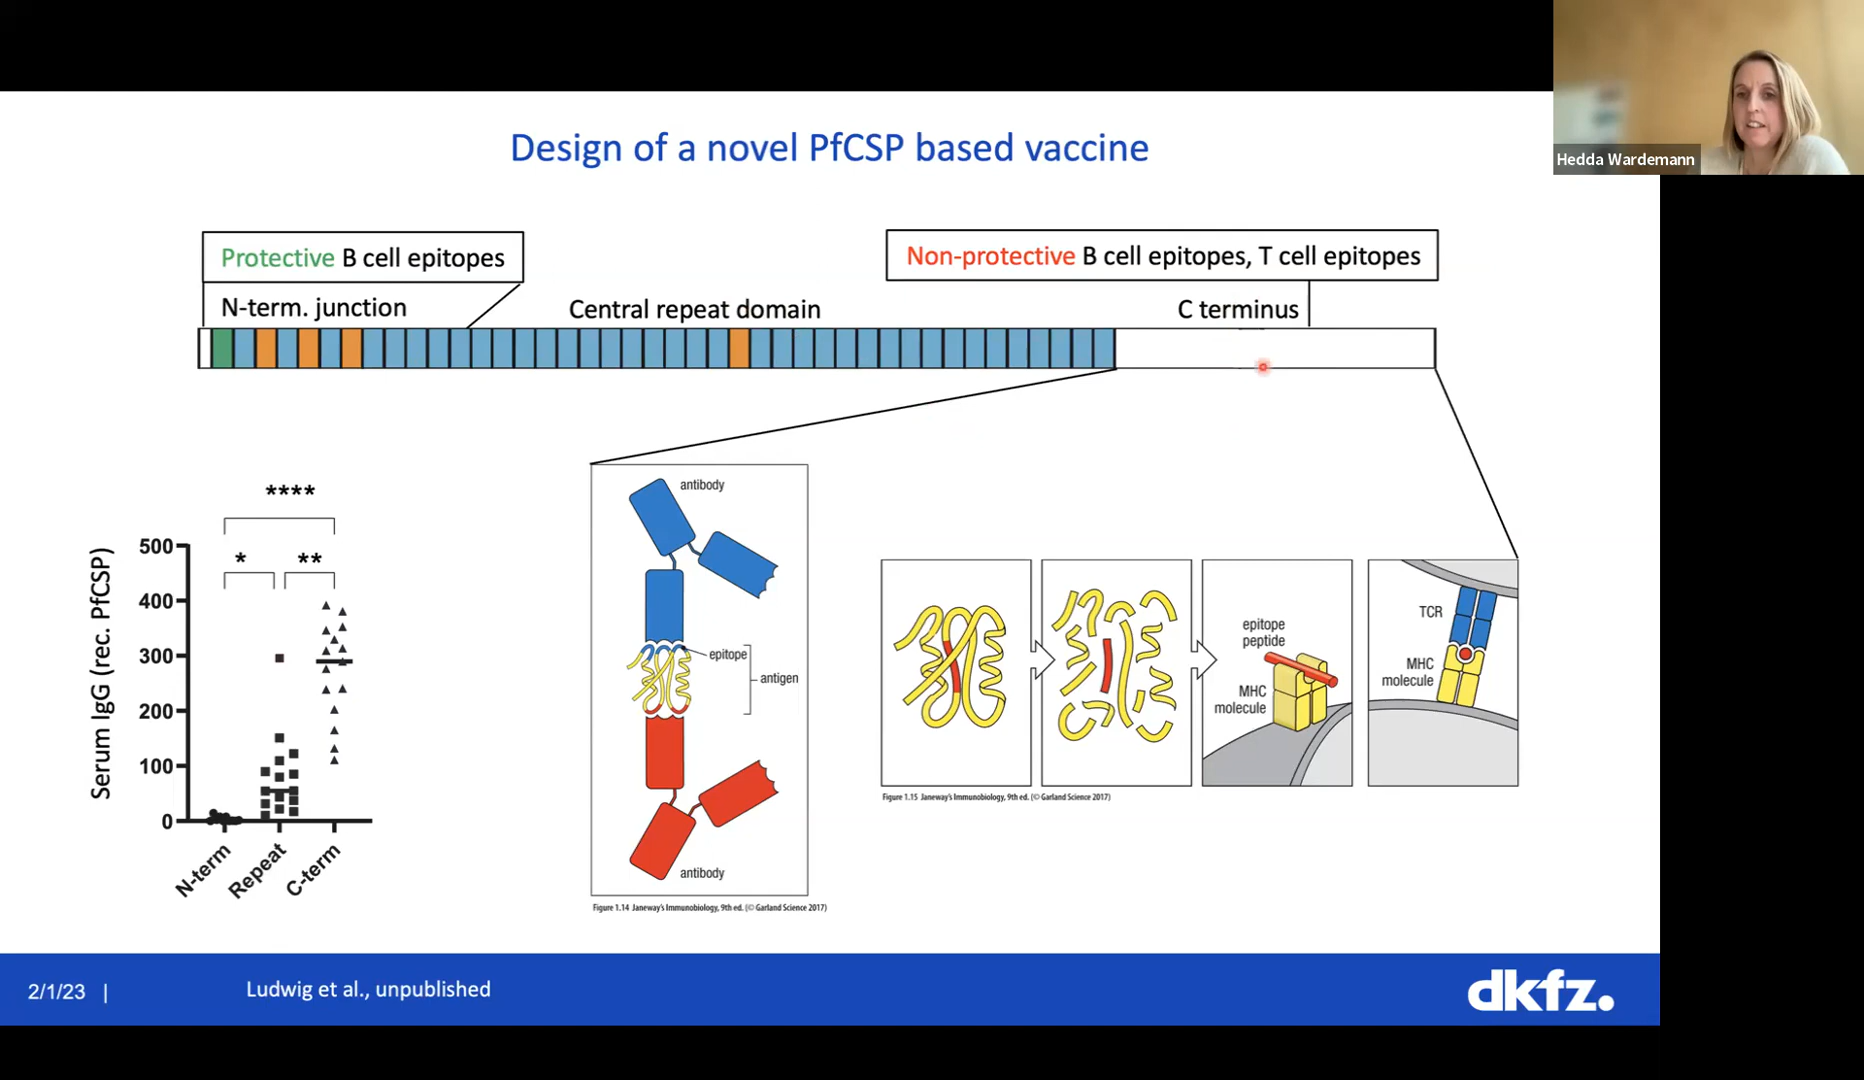 Hedda Wardemann
Design of a novel PfCSP based vaccine
Protective B cell epitopes
Non-protective B cell epitopes, T cell epitopes
N-term. junction
Central repeat domain
C terminus
****
*
**
Serum IgG (rec. PfCSP)
500
400
300
200
100
0
N-term
Repeat
C-term
antibody
epitope
antigen
antibody
Figure 1.14 Janeway's Immunobiology, 9th ed. (© Garland Science 2017)
epitope
peptide
MHC
molecule
TCR
MHC
molecule
Figure 1.15 Janeway's Immunobiology, 9th ed. (© Garland Science 2017)
2/1/23 |
Ludwig et al., unpublished
dkfz.